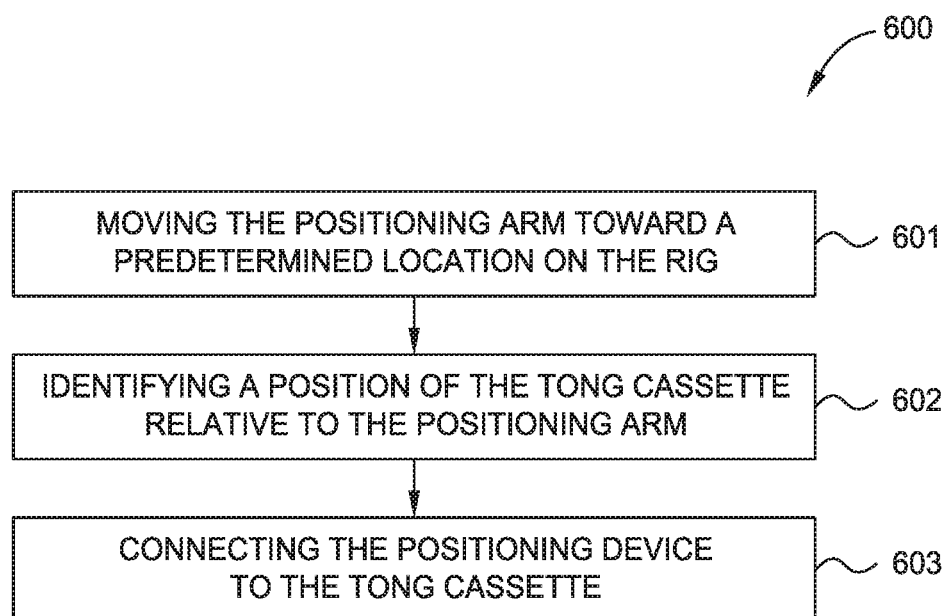 600
MOVING THE POSITIONING ARM TOWARD A
PREDETERMINED LOCATION ON THE RIG
601
IDENTIFYING A POSITION OF THE TONG CASSETTE
RELATIVE TO THE POSITIONING ARM
602
CONNECTING THE POSITIONING DEVICE
TO THE TONG CASSETTE
603